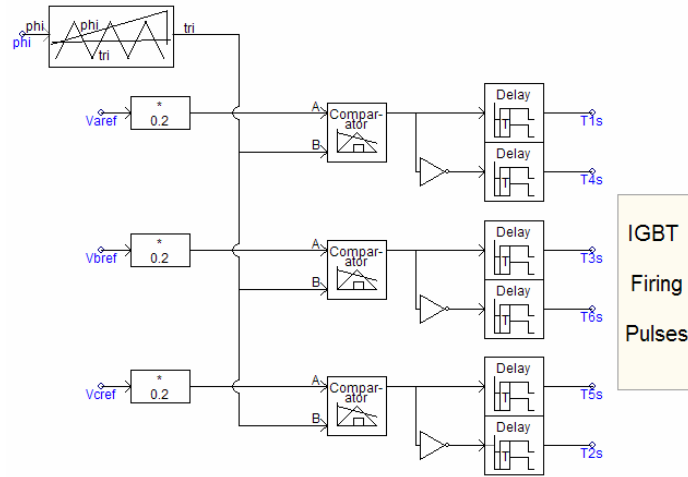 phi
phi
phi
tri
tri
Varef
*
0.2
A
B
Compar-
ator
Delay
T
T1s
Delay
T
T4s
Vbref
*
0.2
A
B
Compar-
ator
Delay
T
T3s
Delay
T
T6s
Vcref
*
0.2
A
B
Compar-
ator
Delay
T
T5s
Delay
T
T2s
IGBT
Firing
Pulses